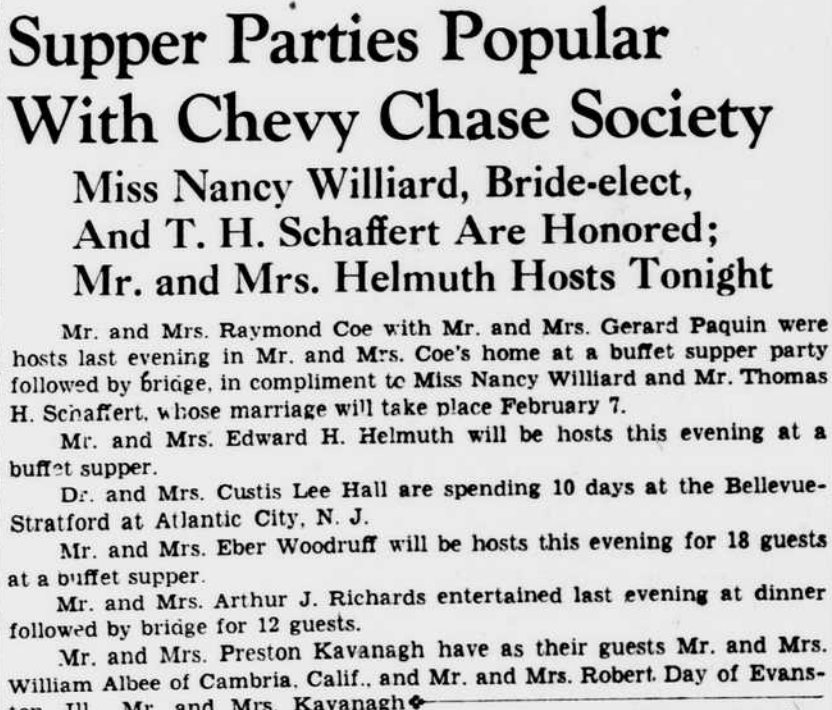 Supper Parties Popular
With Chevy Chase Society
Miss Nancy Williard, Bride-elect,
And T. H. Schaffert Are Honored;
Mr. and Mrs. Helmuth Hosts Tonight
Mr. and Mrs. Raymond Coe with Mr. and Mrs. Gerard Paquin were
hosts last evening in Mr. and Mrs. Coe's home at a buffet supper party
followed by bridge, in compliment to Miss Nancy Williard and Mr. Thomas
H. Schaffert, whose marriage will take place February 7.
Mr. and Mrs. Edward H. Helmuth will be hosts this evening at a
buffet supper.
Dr. and Mrs. Custis Lee Hall are spending 10 days at the Bellevue-
Stratford at Atlantic City, N. J.
Mr. and Mrs. Eber Woodruff will be hosts this evening for 18 guests
at a buffet supper.
Mr. and Mrs. Arthur J. Richards entertained last evening at dinner
followed by bridge for 12 guests.
Mr. and Mrs. Preston Kavanagh have as their guests Mr. and Mrs.
William Albee of Cambria, Calif., and Mr. and Mrs. Robert Day of Evans-
ton, Ill. Mr. and Mrs. Kavanagh